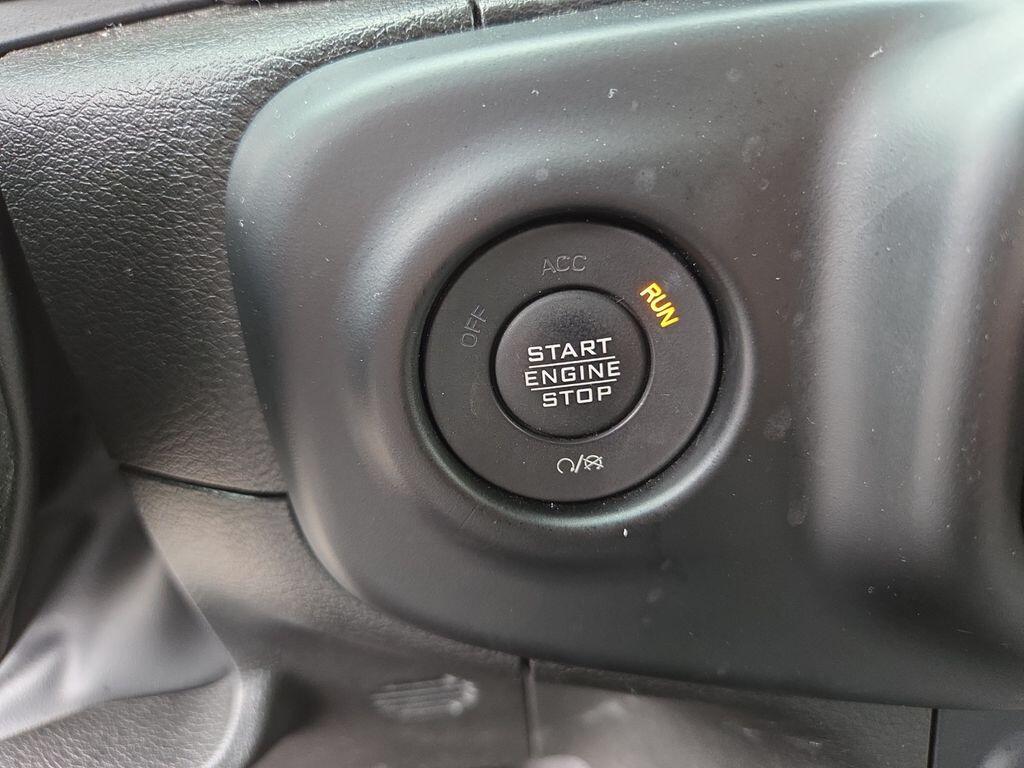 ACC
OFF
RUN
START
ENGINE
STOP